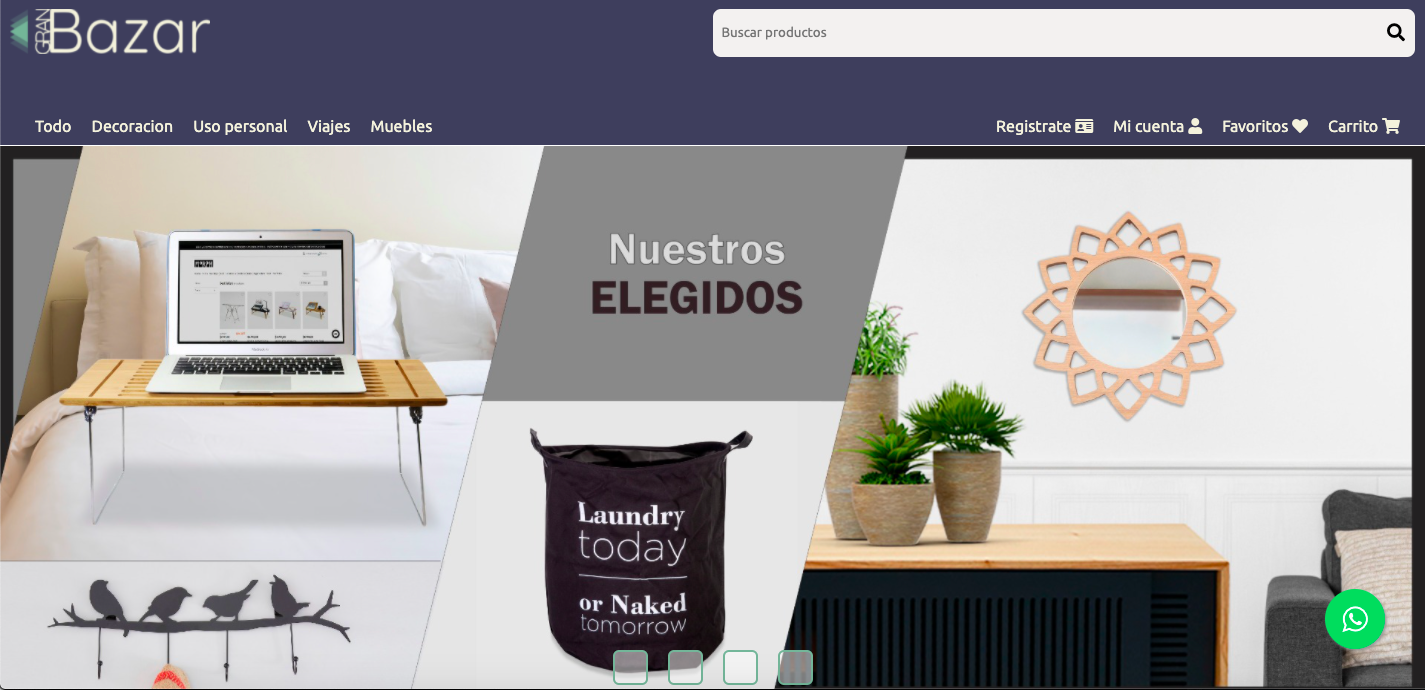 GRAN
Bazar
Buscar productos
Todo Decoracion Uso personal Viajes Muebles
Registrate Mi cuenta Favoritos Carrito
Nuestros
ELEGIDOS
Laundry
today
or Naked
tomorrow